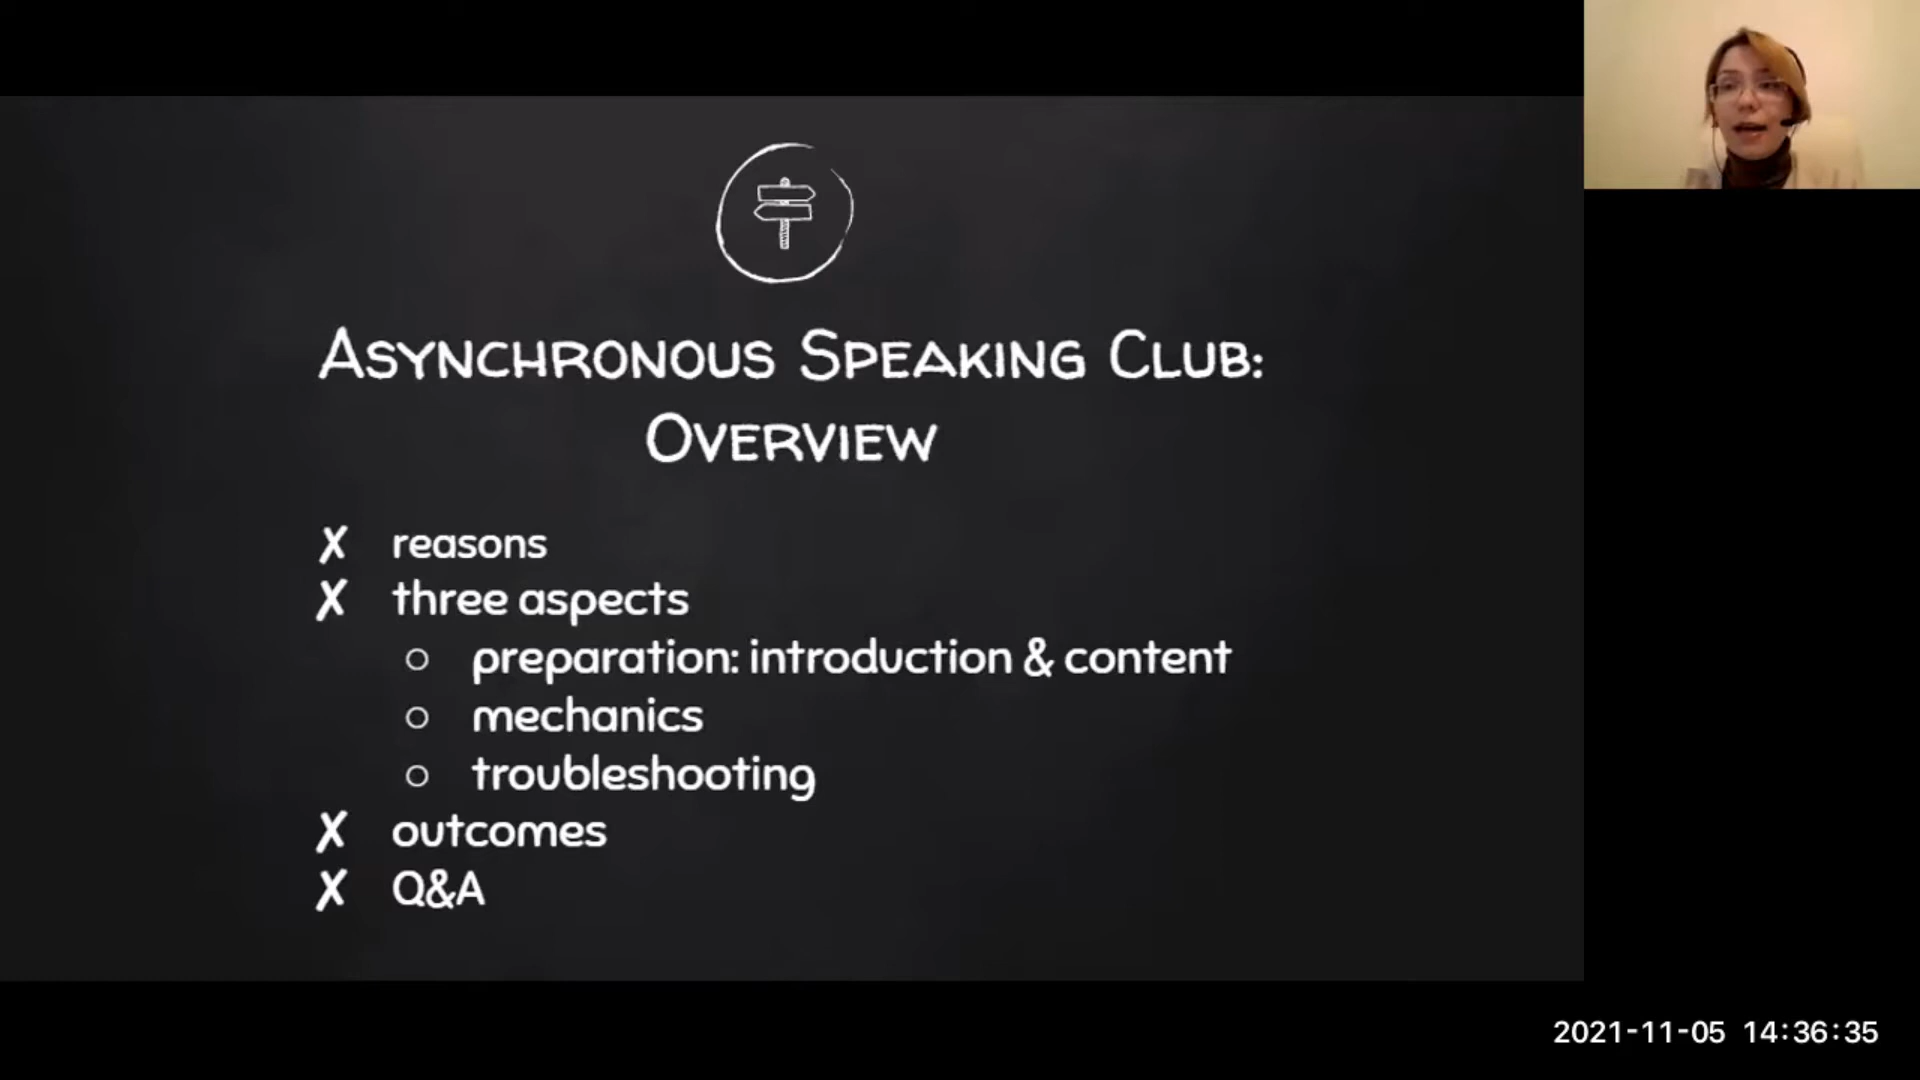 Asynchronous Speaking Club:
Overview
✗ reasons
✗ three aspects
○ preparation: introduction & content
○ mechanics
○ troubleshooting
✗ outcomes
✗ Q&A
2021-11-05 14:36:35